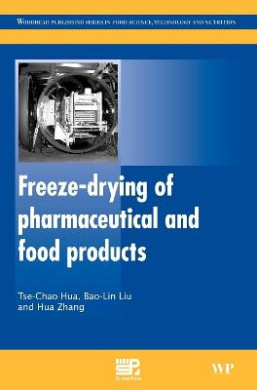 WOODHEAD PUBLISHING SERIES IN FOOD SCIENCE, TECHNOLOGY AND NUTRITION
Freeze-drying of
pharmaceutical and
food products
Tse-Chao Hua, Bao-Lin Liu
and Hua Zhang
WP